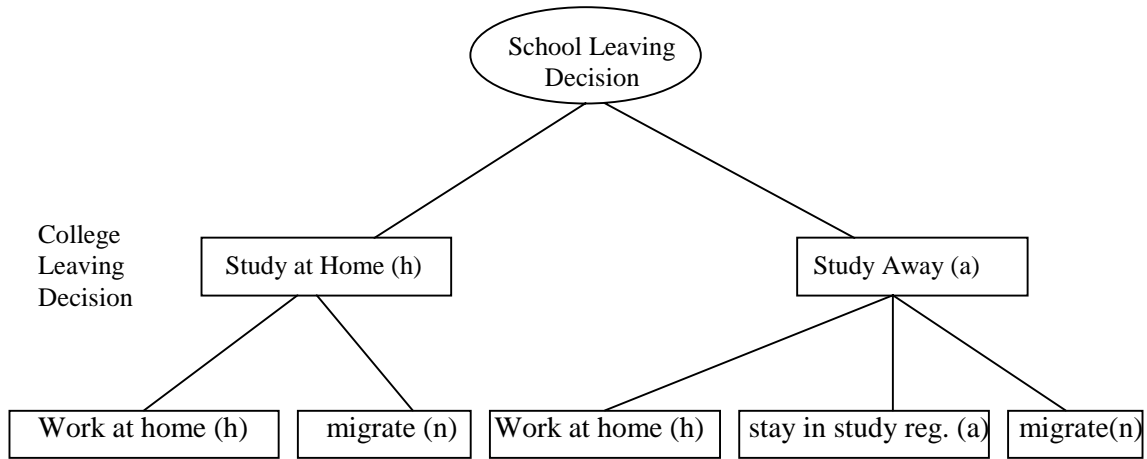 School Leaving
Decision
College
Leaving
Decision
Study at Home (h)
Study Away (a)
Work at home (h)
migrate (n)
Work at home (h)
stay in study reg. (a)
migrate(n)